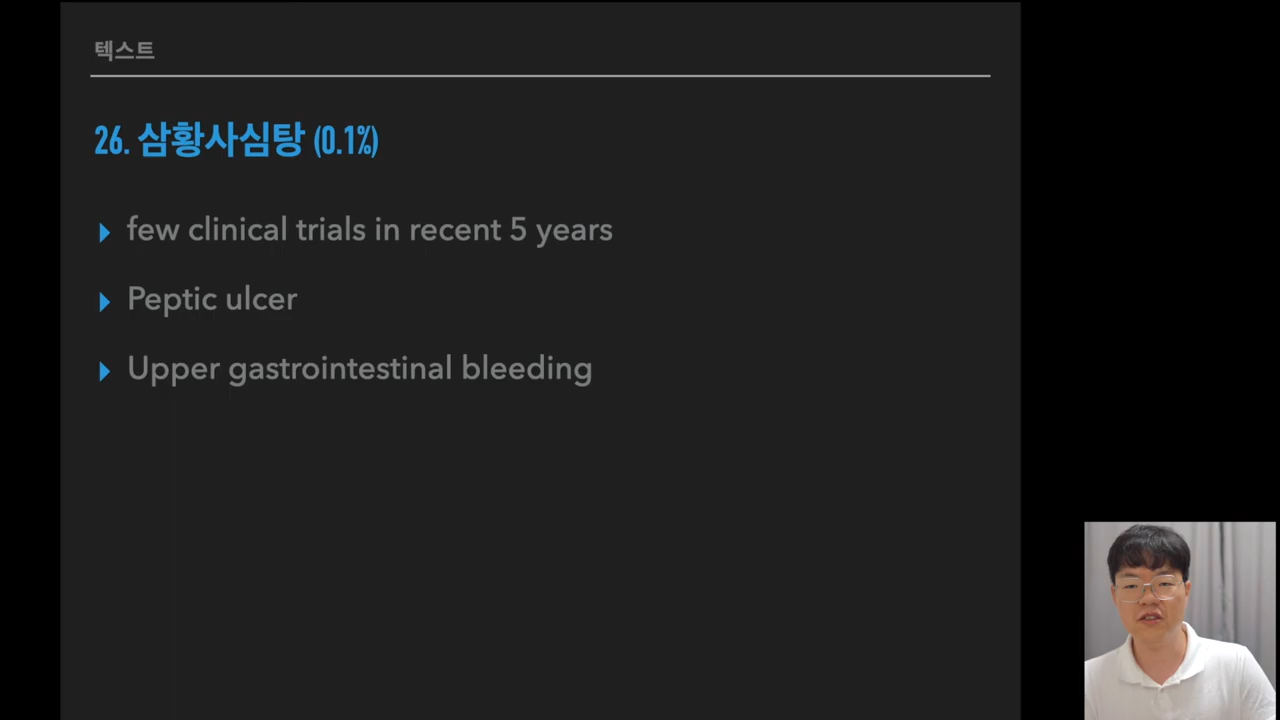 텍스트
26. 삼황사심탕 (0.1%)
few clinical trials in recent 5 years
Peptic ulcer
Upper gastrointestinal bleeding